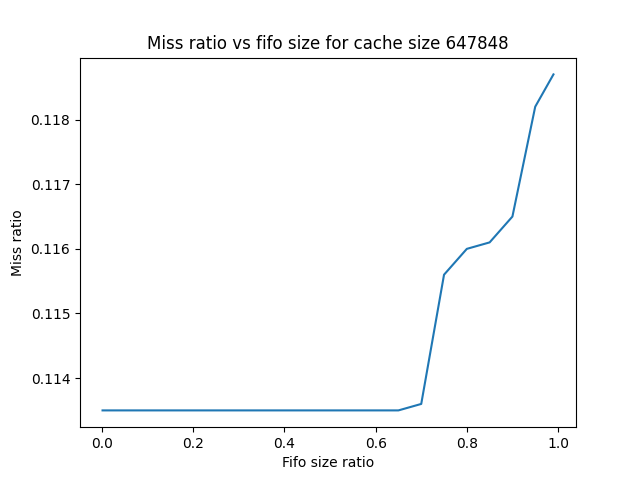 Miss ratio vs fifo size for cache size 647848
0.118
0.117
0.116
0.115
0.114
Miss ratio
0.0 0.2 0.4 0.6 0.8 1.0
Fifo size ratio